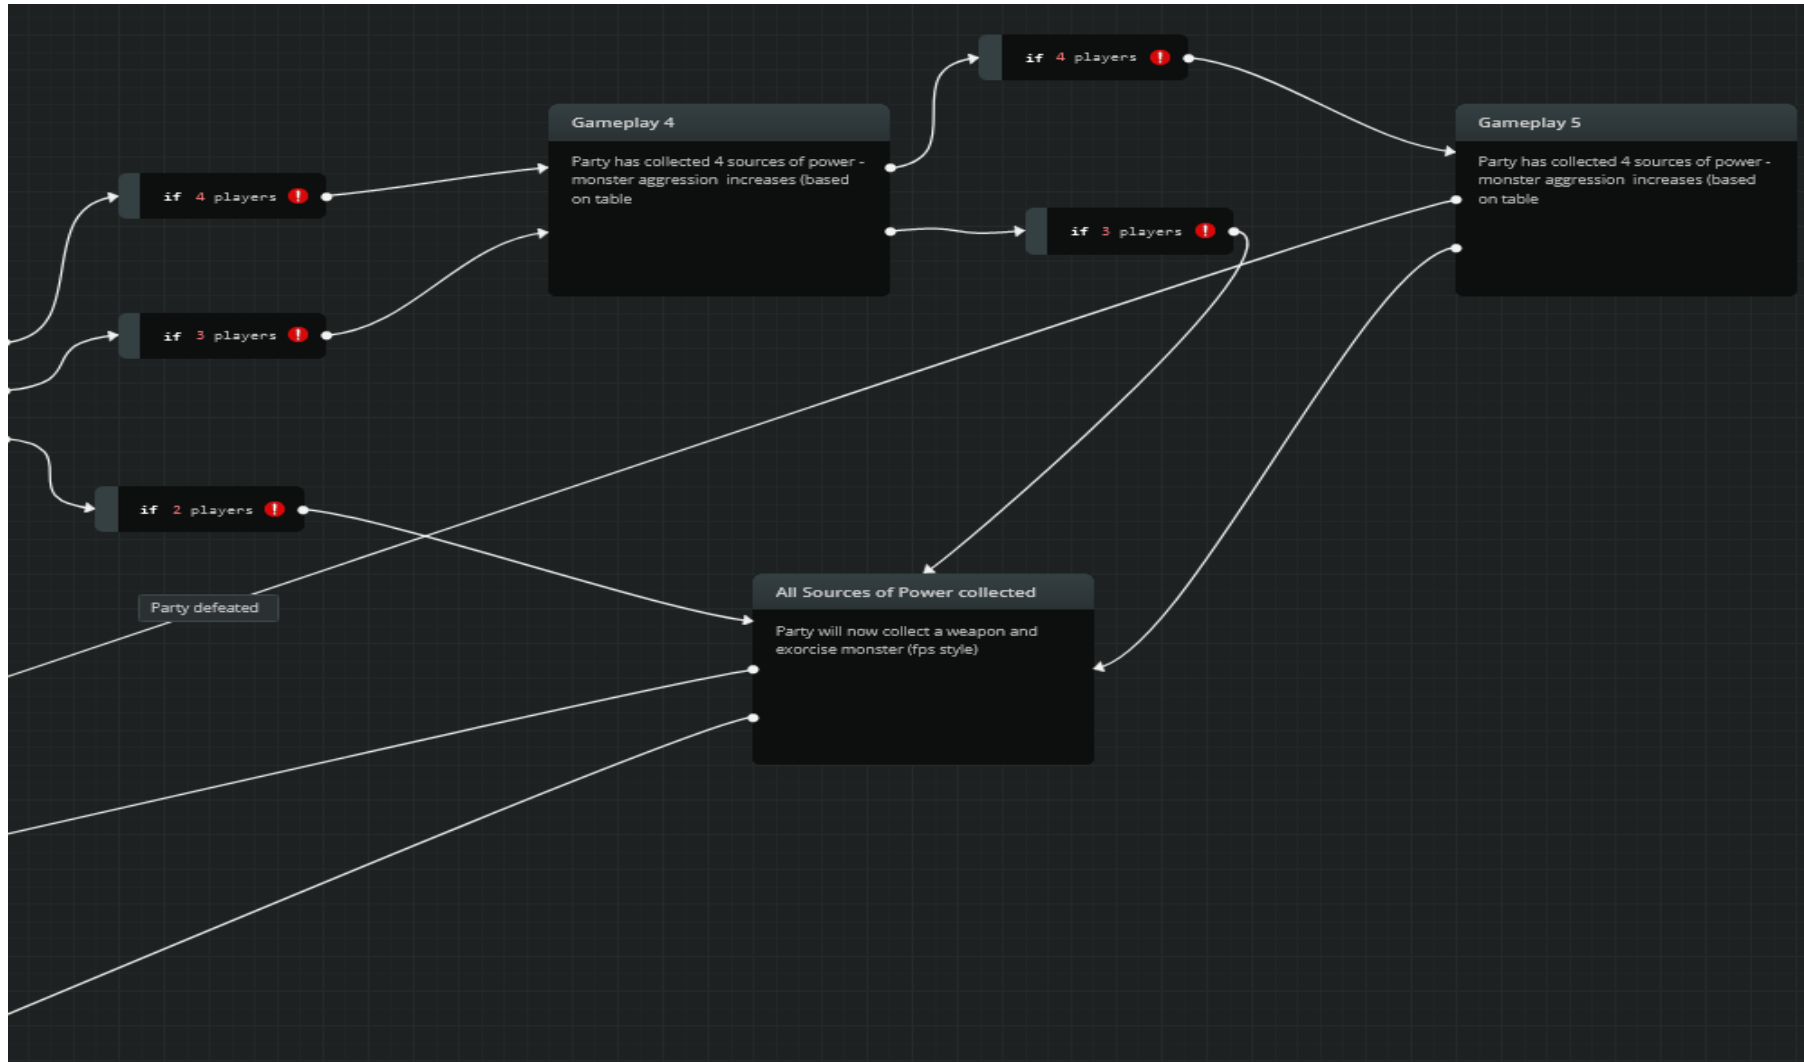 if 4 players !
Gameplay 4
Party has collected 4 sources of power -
monster aggression increases (based
on table
Gameplay 5
Party has collected 4 sources of power -
monster aggression increases (based
on table
if 4 players !
if 3 players !
if 3 players !
if 2 players !
Party defeated
All Sources of Power collected
Party will now collect a weapon and
exorcise monster (fps style)